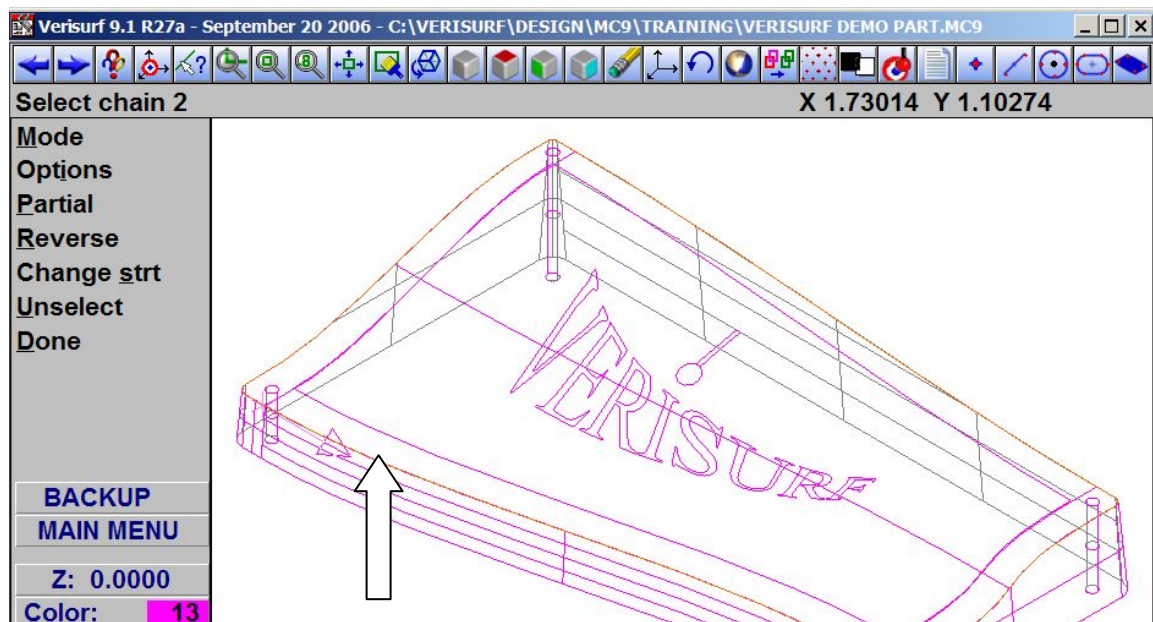 Verisurf 9.1 R27a - September 20 2006 - C:\VERISURF\DESIGN\MC9\TRAINING\VERISURF DEMO PART.MC9
Select chain 2
X 1.73014 Y 1.10274
Mode
Options
Partial
Reverse
Change strt
Unselect
Done
BACKUP
MAIN MENU
Z: 0.0000
Color: 13
VERISURF